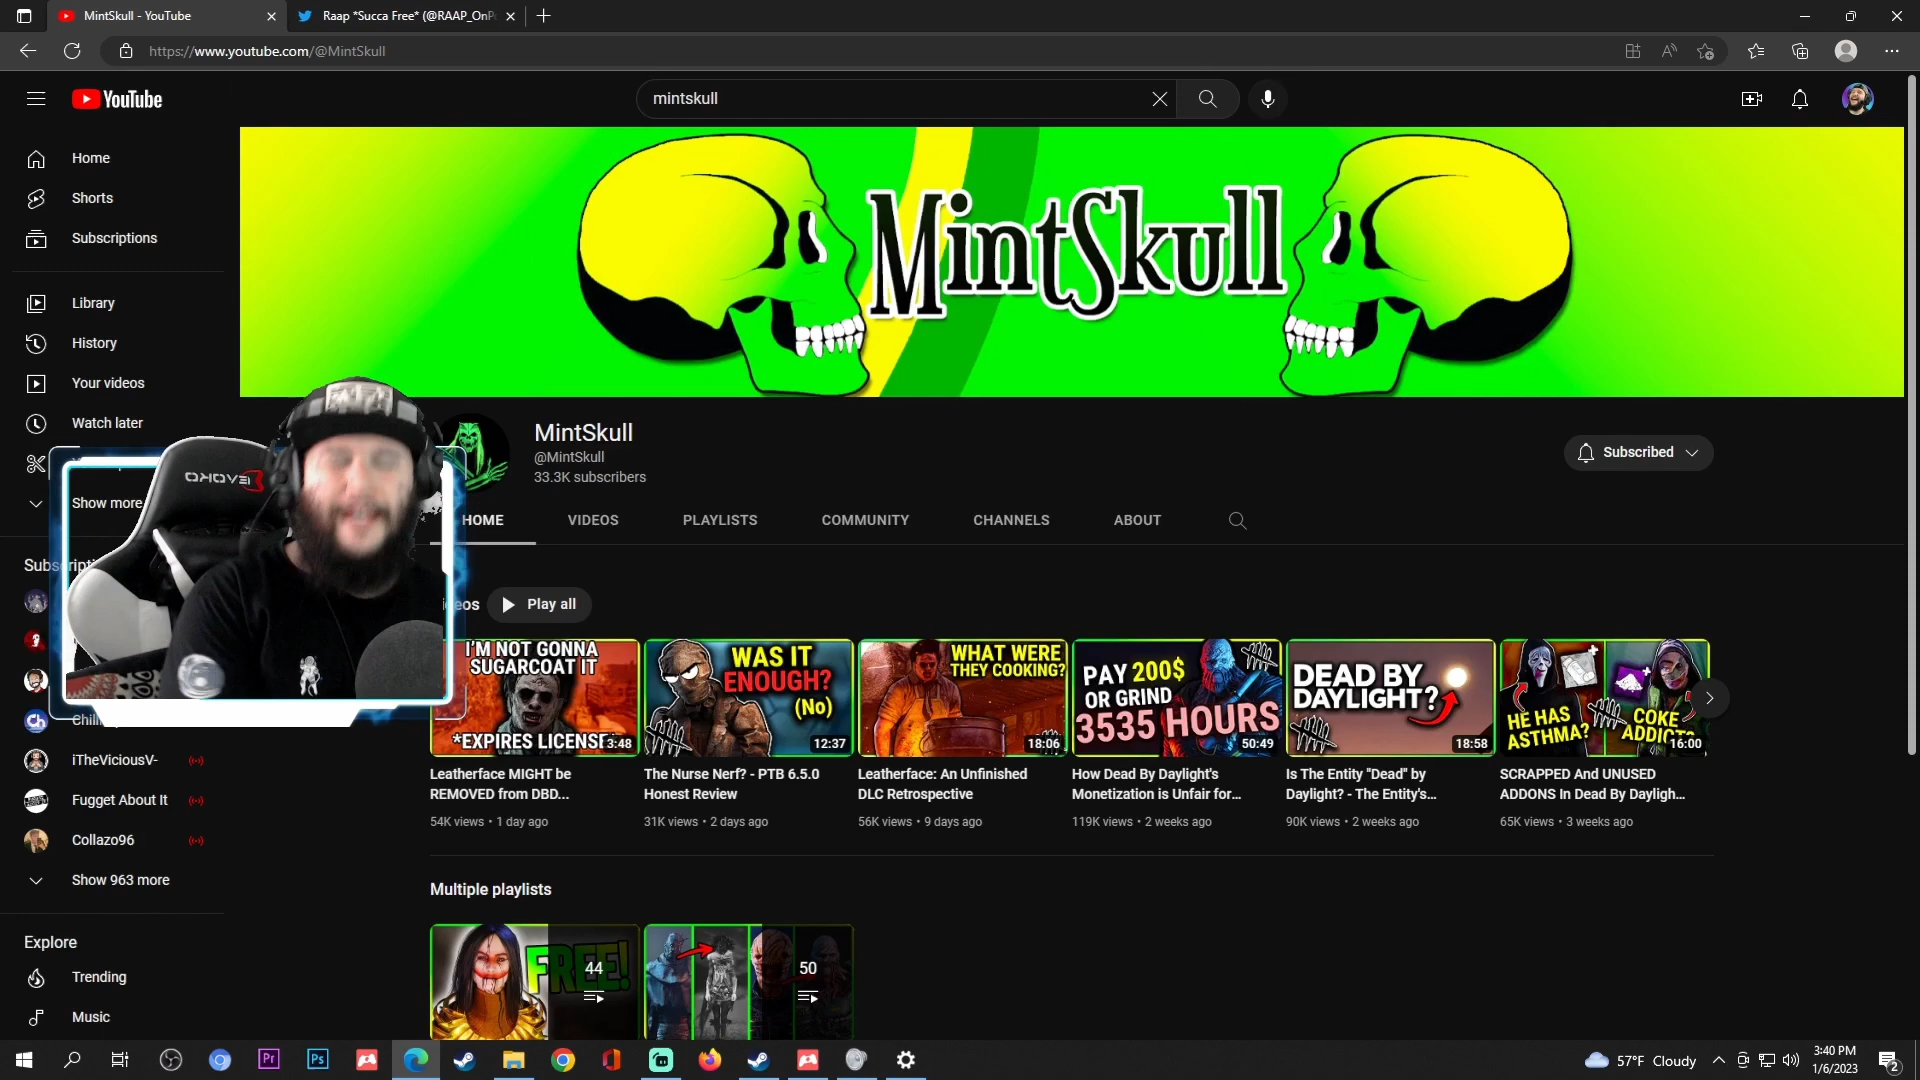 MintSkull - YouTube
Raap *Succa Free* (@RAAP_OnP
https://www.youtube.com/@MintSkull
YouTube
mintskull
Home
Shorts
Subscriptions
Library
History
Your videos
Watch later
Show more
MintSkull
MintSkull
@MintSkull
33.3K subscribers
Subscribed
HOME
VIDEOS
PLAYLISTS
COMMUNITY
CHANNELS
ABOUT
Play all
I'M NOT GONNA
SUGARCOAT IT
*EXPIRES LICENSE
3:48
Leatherface MIGHT be
REMOVED from DBD...
54K views • 1 day ago
WAS IT
ENOUGH?
(No)
12:37
The Nurse Nerf? - PTB 6.5.0
Honest Review
31K views • 2 days ago
WHAT WERE
THEY COOKING?
18:06
Leatherface: An Unfinished
DLC Retrospective
56K views • 9 days ago
PAY 200$
OR GRIND
3535 HOURS
50:49
How Dead By Daylight's
Monetization is Unfair for...
119K views • 2 weeks ago
DEAD BY
DAYLIGHT?
18:58
Is The Entity "Dead" by
Daylight? - The Entity's...
90K views • 2 weeks ago
HE HAS
ASTHMA?
COKE
ADDICT?
16:00
SCRAPPED And UNUSED
ADDONS In Dead By Dayligh...
65K views • 3 weeks ago
iTheViciousV-
Fugget About It
Collazo96
Show 963 more
Explore
Trending
Music
Multiple playlists
FREE!
44
50
Pr
Ps
57°F Cloudy
3:40 PM
1/6/2023
2